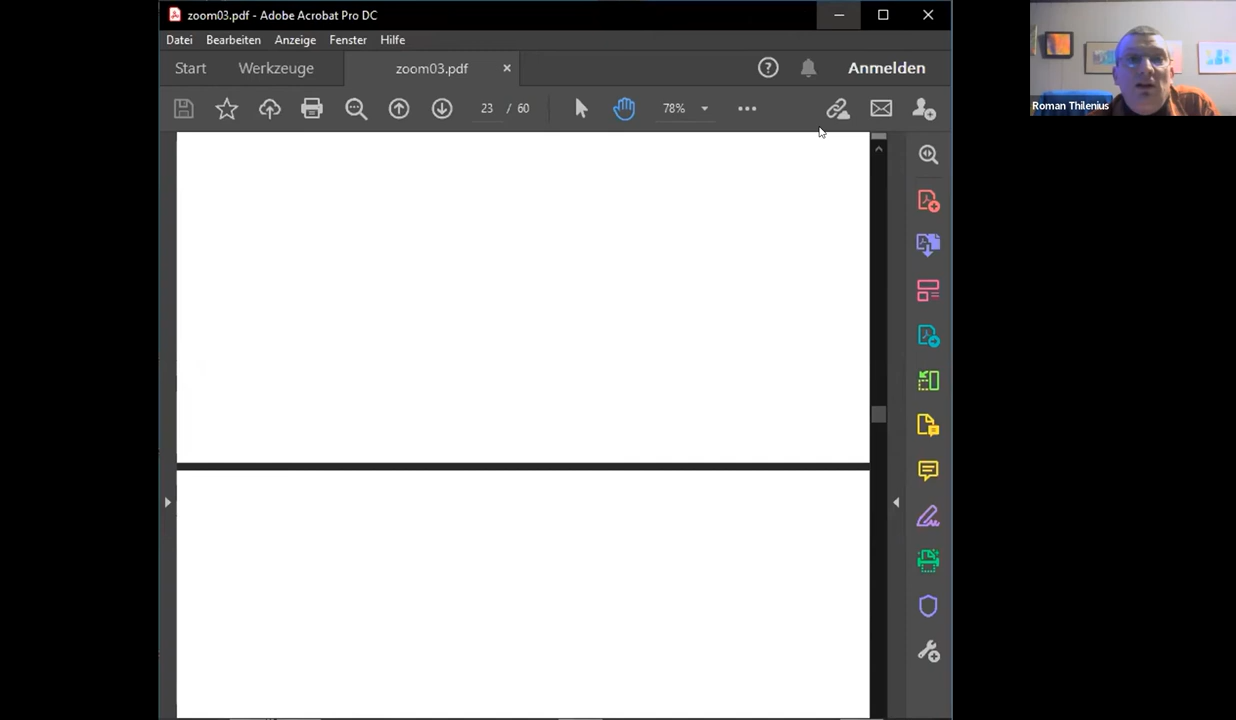 zoom03.pdf - Adobe Acrobat Pro DC
Datei Bearbeiten Anzeige Fenster Hilfe
Start Werkzeuge zoom03.pdf × ? Anmelden
23 / 60 78%
Roman Thilenius